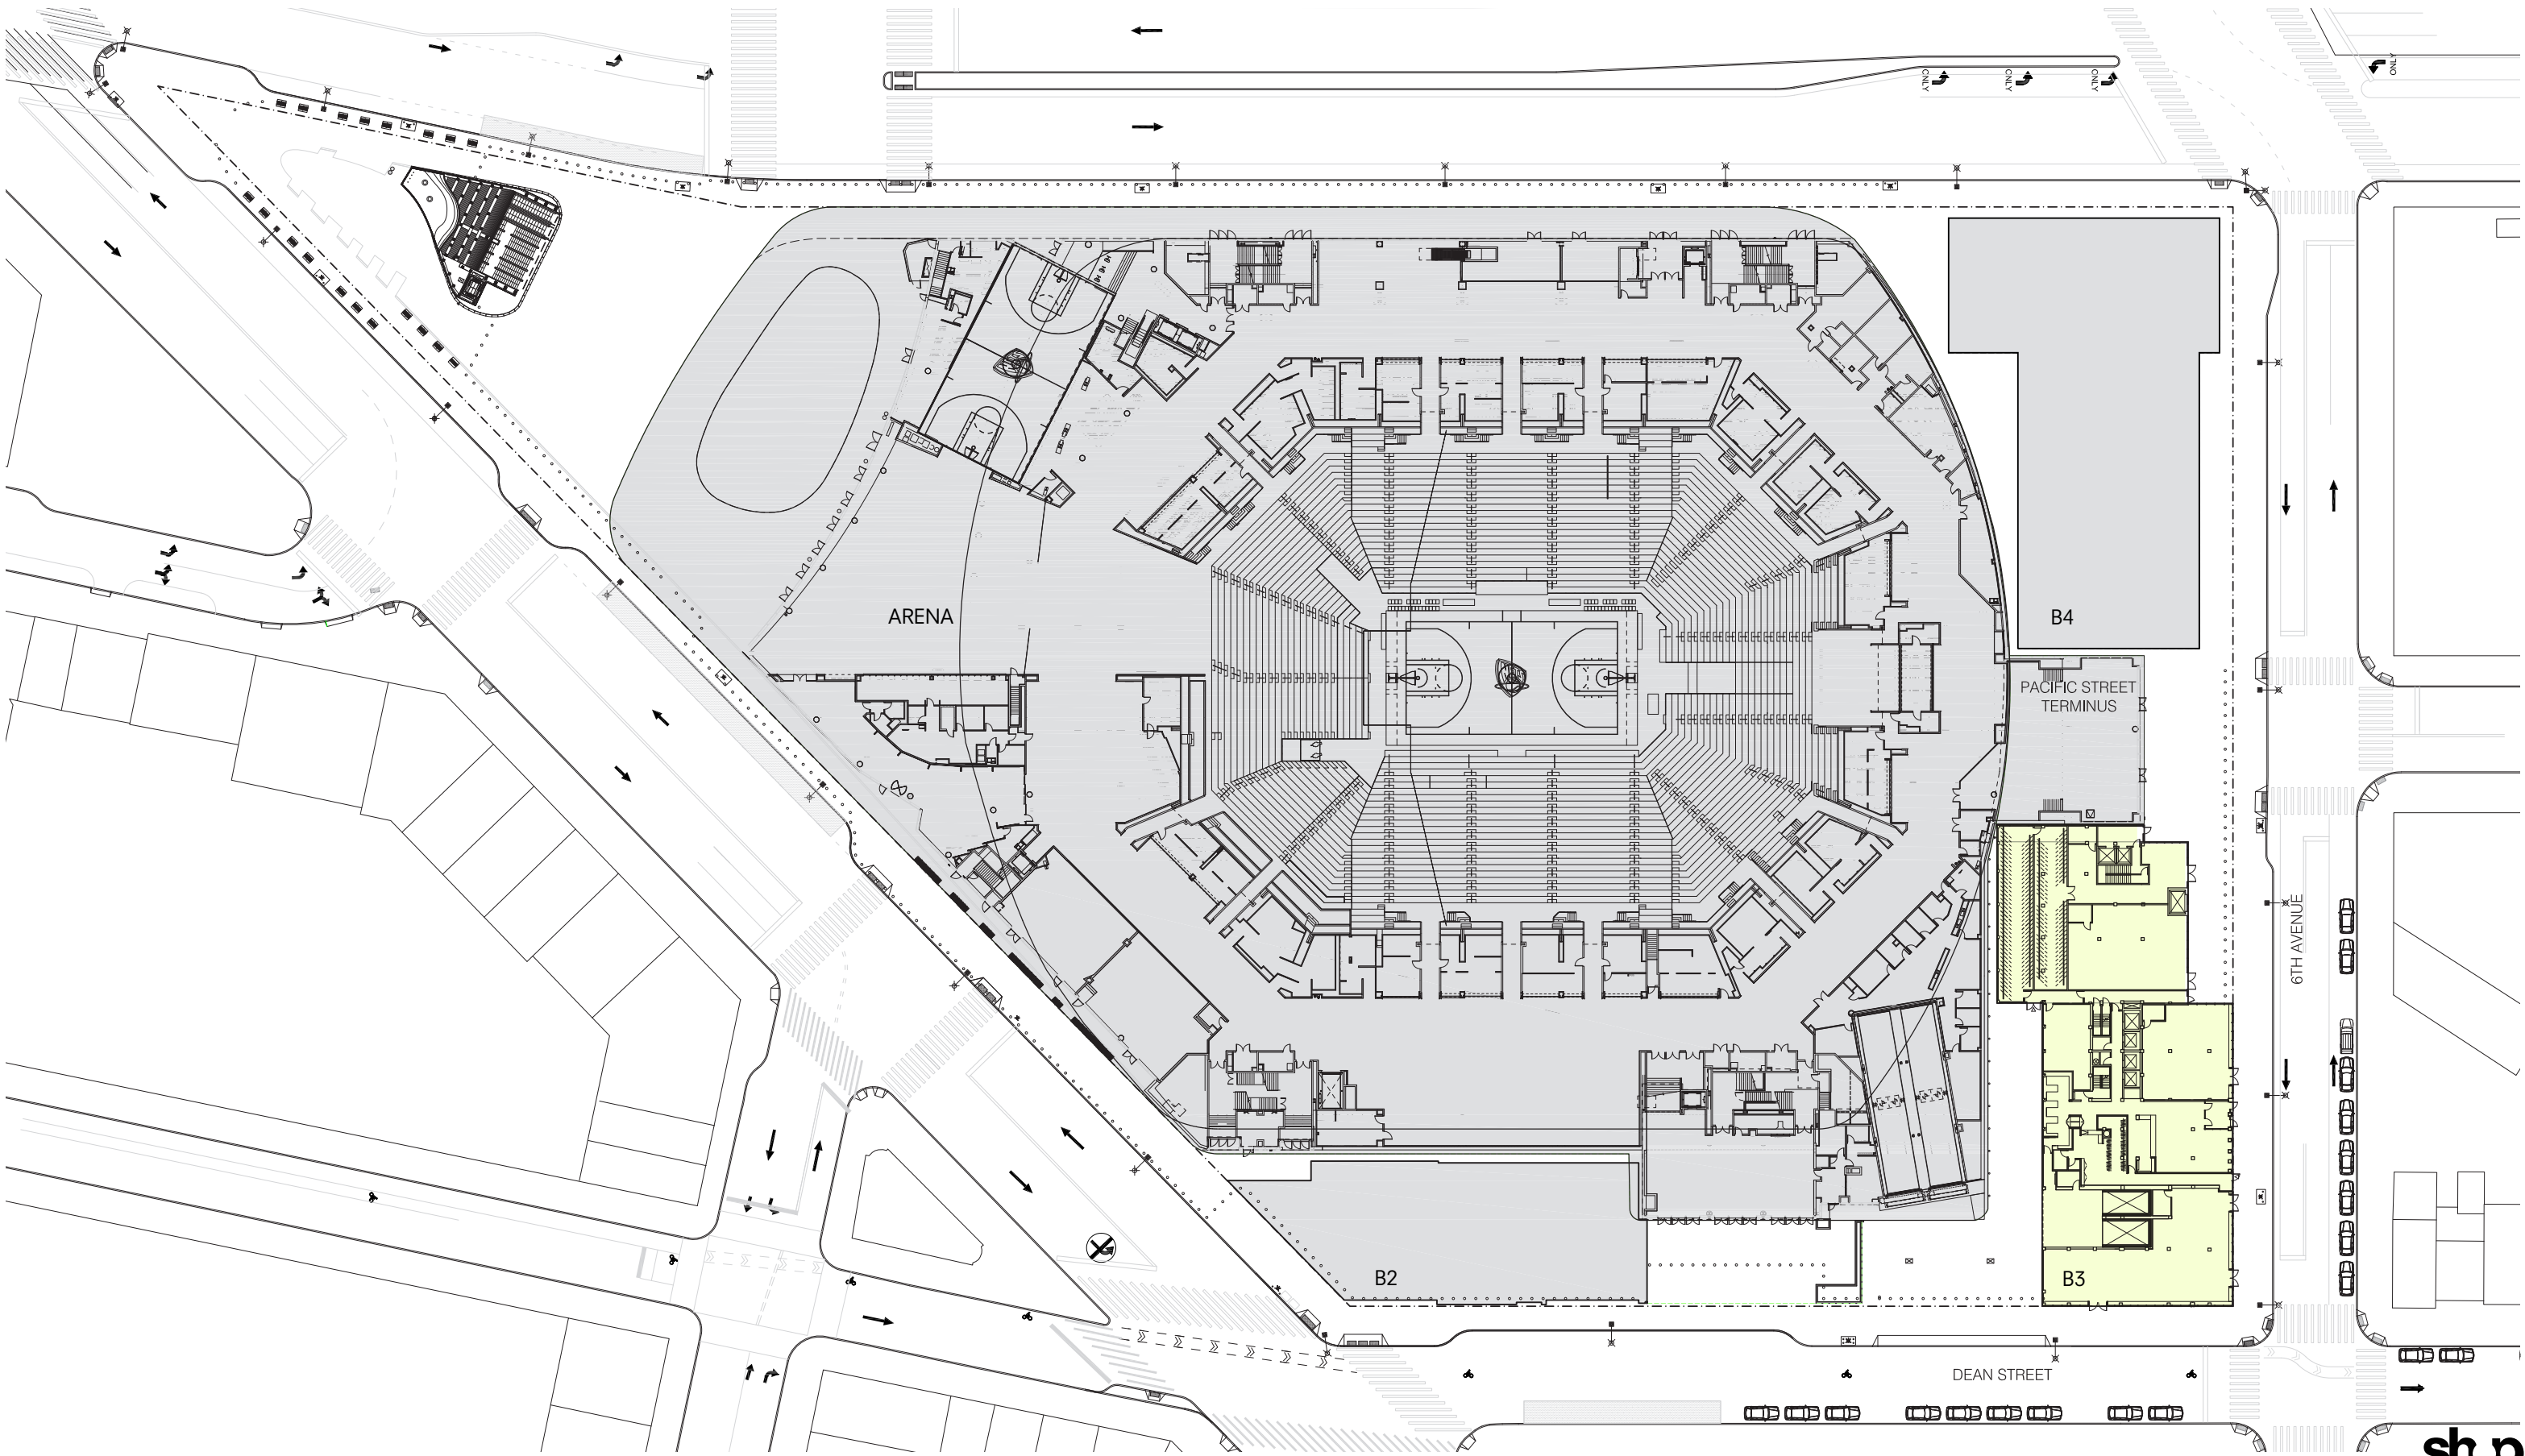 ONLY
ONLY
ONLY
ONLY
ARENA
B4
PACIFIC STREET
TERMINUS
6TH AVENUE
B2
B3
DEAN STREET